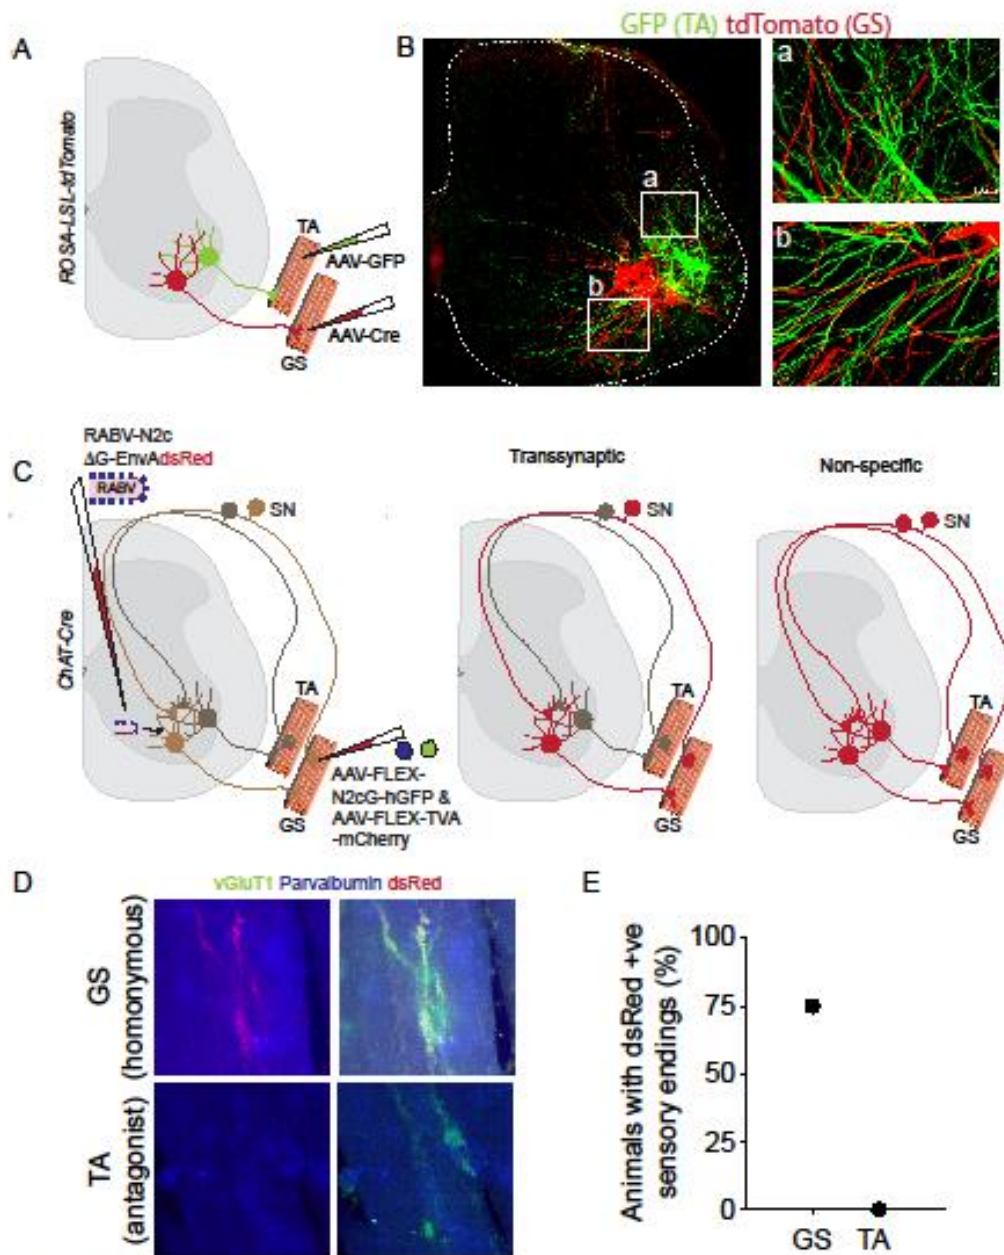 GFP (TA) tdTomato (GS)
A
B
ROSA-LSL-tdTomato
TA
AAV-GFP
AAV-Cre
GS
a
b
a
b
RABV-N2c
ΔG-EnvAdsRed
C
RABV
Transsynaptic
Non-specific
SN
SN
SN
ChAT-Cre
TA
TA
TA
AAV-FLEX-
N2cG-hGFP &
AAV-FLEX-TVA
-mCherry
GS
GS
GS
D
vGluT1 Parvalbumin dsRed
GS
(homonymous)
TA
(antagonist)
E
Animals with dsRed +ve
sensory endings (%)
100
75
50
25
0
GS TA